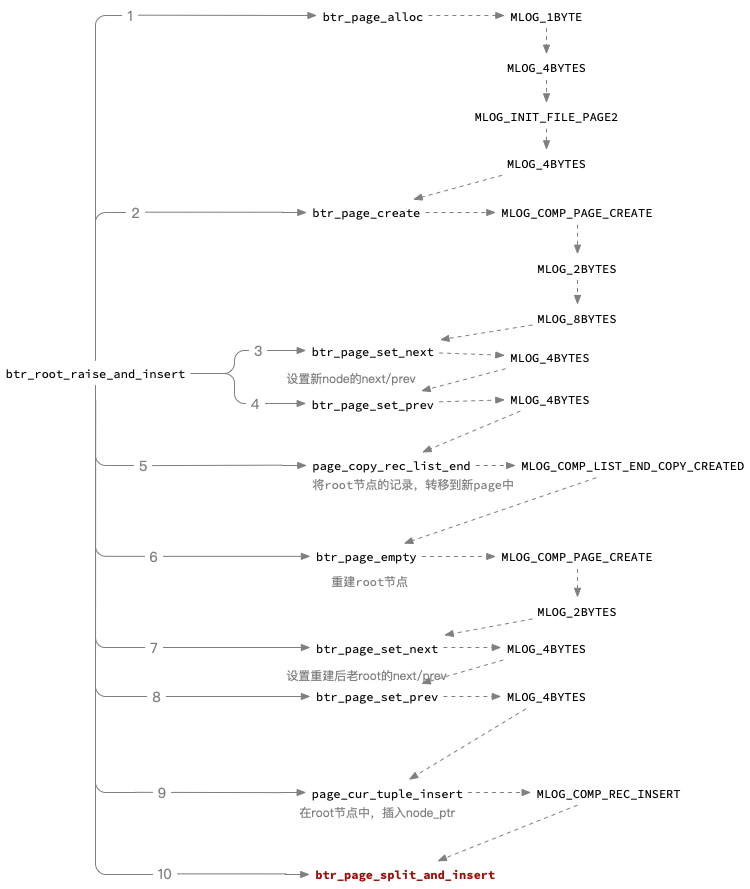 1 btr_page_alloc MLOG_1BYTE
MLOG_4BYTES
MLOG_INIT_FILE_PAGE2
MLOG_4BYTES
2 btr_page_create MLOG_COMP_PAGE_CREATE
MLOG_2BYTES
MLOG_8BYTES
3 btr_page_set_next MLOG_4BYTES
btr_root_raise_and_insert
设置新node的next/prev
4 btr_page_set_prev MLOG_4BYTES
5 page_copy_rec_list_end MLOG_COMP_LIST_END_COPY_CREATED
将root节点的记录，转移到新page中
6 btr_page_empty MLOG_COMP_PAGE_CREATE
重建root节点
MLOG_2BYTES
7 btr_page_set_next MLOG_4BYTES
设置重建后老root的next/prev
8 btr_page_set_prev MLOG_4BYTES
9 page_cur_tuple_insert MLOG_COMP_REC_INSERT
在root节点中，插入node_ptr
10 btr_page_split_and_insert